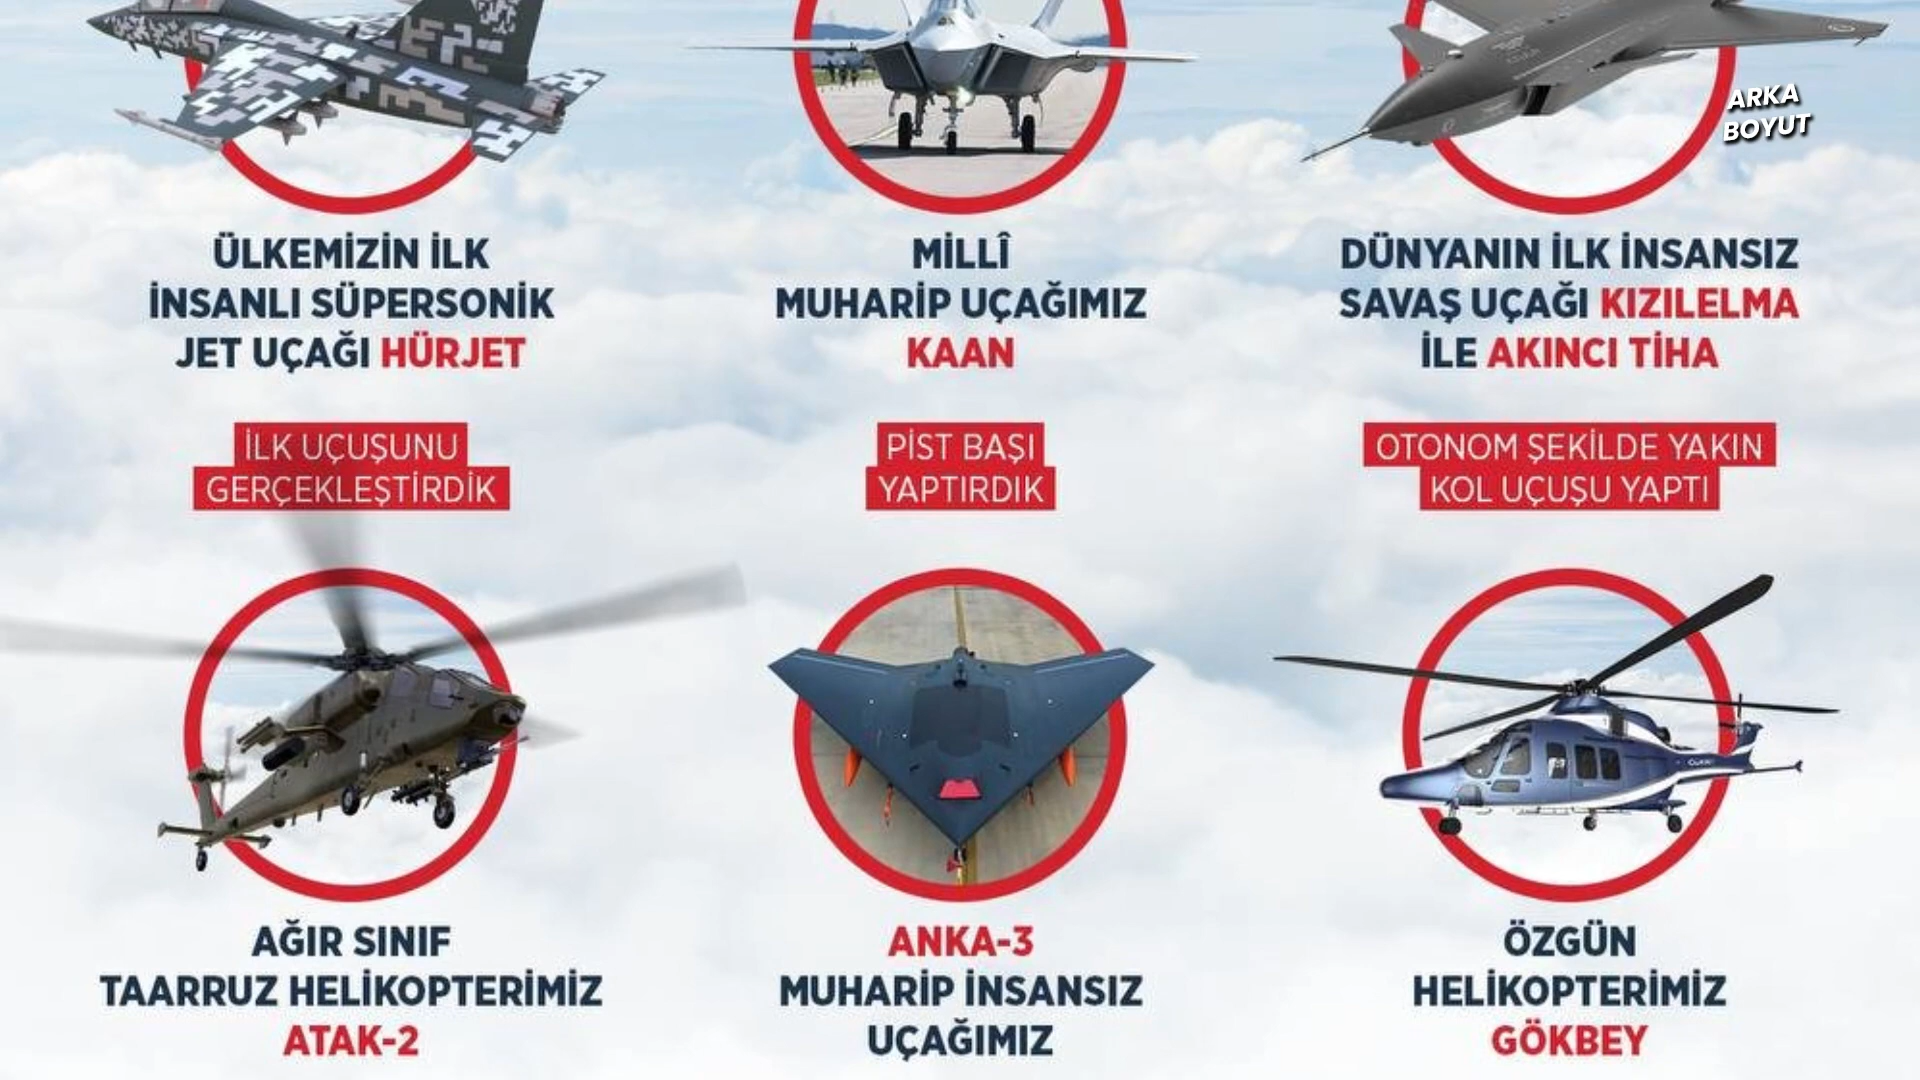 ARKA
BOYUT
ÜLKEMİZİN İLK
İNSANLI SÜPERSONİK
JET UÇAĞI HÜRJET
İLK UÇUŞUNU
GERÇEKLEŞTİRDİK
MİLLÎ
MUHARİP UÇAĞIMIZ
KAAN
PİST BAŞI
YAPTIRDIK
DÜNYANIN İLK İNSANSIZ
SAVAŞ UÇAĞI KIZILELMA
İLE AKINCI TİHA
OTONOM ŞEKİLDE YAKIN
KOL UÇUŞU YAPTI
AĞIR SINIF
TAARRUZ HELİKOPTERİMİZ
ATAK-2
ANKA-3
MUHARİP İNSANSIZ
UÇAĞIMIZ
ÖZGÜN
HELİKOPTERİMİZ
GÖKBEY